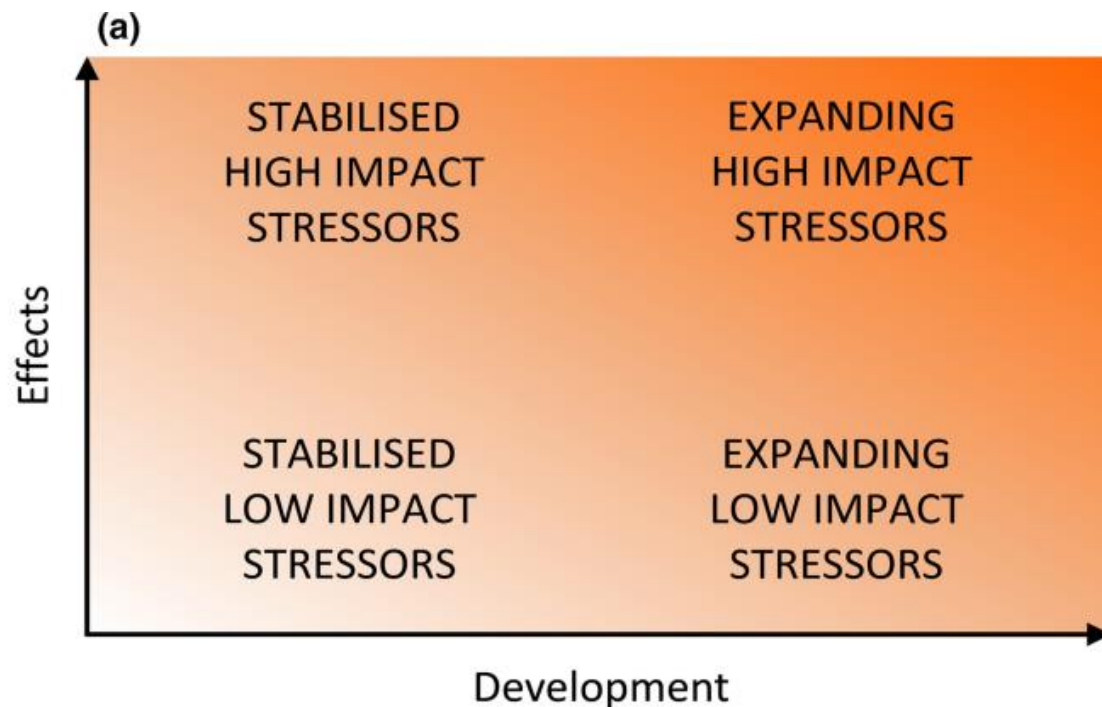 (a)
STABILISED
HIGH IMPACT
STRESSORS
EXPANDING
HIGH IMPACT
STRESSORS
Effects
STABILISED
LOW IMPACT
STRESSORS
EXPANDING
LOW IMPACT
STRESSORS
Development